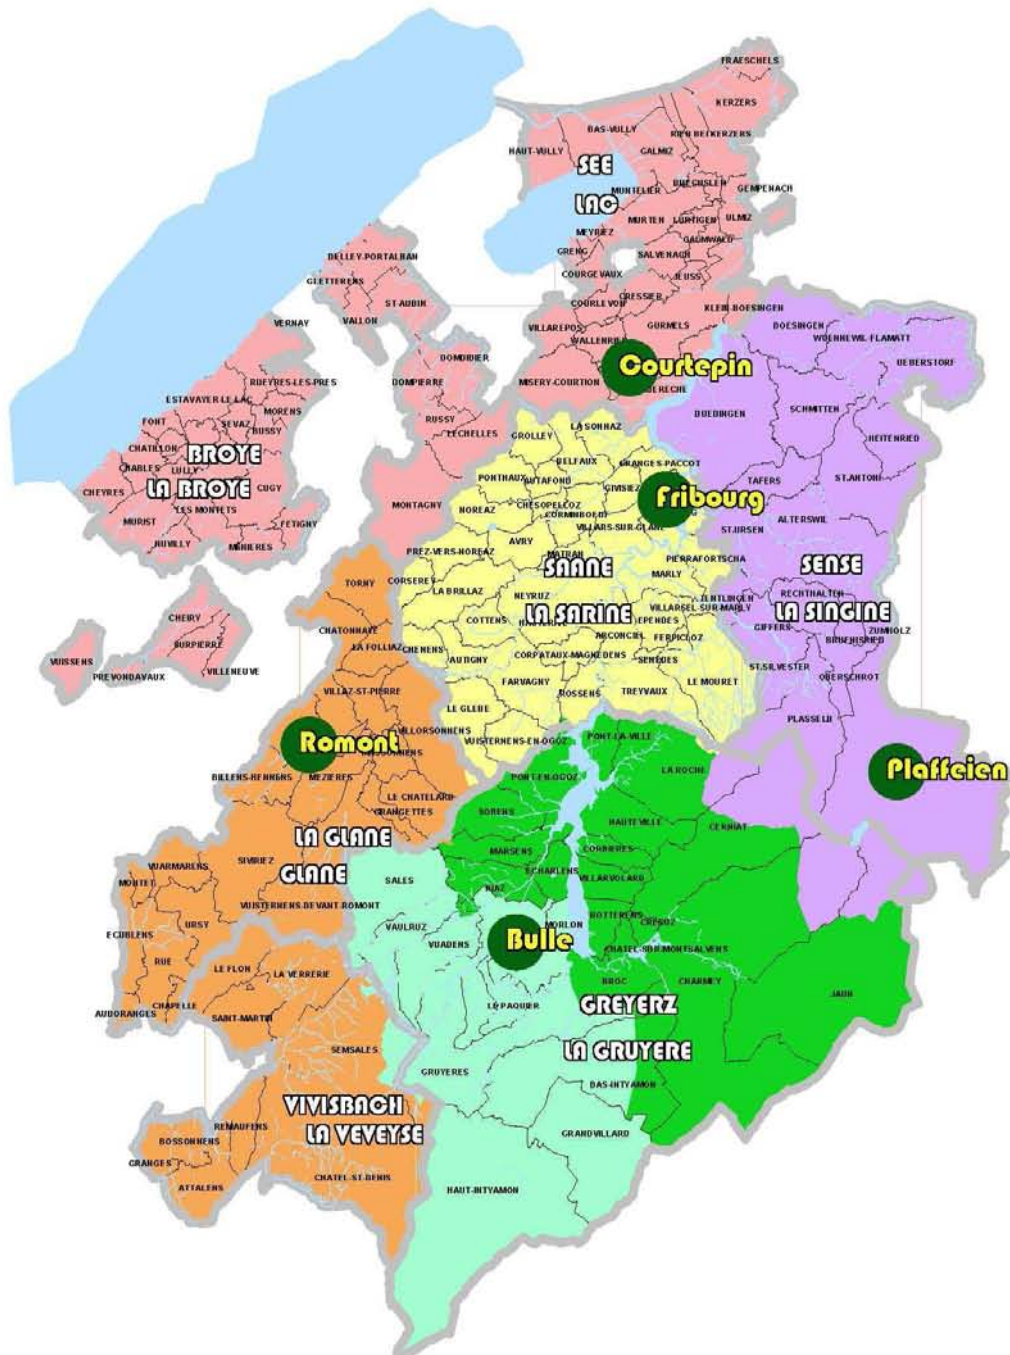 FRAESCHELS
KERZERS
BAS-VULLY
RIED BEI KERZERS
HAUT-VULLY
GALMIZ
SEE
LAC
MUNTELIER
BUECHSLEN
GEMPENACH
MURTEN
LURTIGEN
ULMIZ
MEYRIEZ
GALMWALD
GRENG
SALVENACH
COURGEVAUX
JEUSS
DELLEY-PORTALBAN
GLETTERENS
ST-AUBIN
VALLON
VERNAY
COURLEVON
CRESSIER
KLEIN-BOESINGEN
VILLAREPOS
GURMELS
BOESINGEN
WUENNEWIL-FLAMATT
UEBERSTORF
DOMDIDIER
Courtepin
DOMPIERRE
MISERY-COURTION
RUEYRES-LES-PRES
ESTAVAYER-LE-LAC
MORENS
FONT
SEVAZ
BUSSY
RUSSY
LECHELLES
DUEDINGEN
SCHMITTEN
HEITENRIED
BROYE
LA BROYE
CHATILLON
CHABLES
LULLY
CHEYRES
CUGY
LES MONTETS
MURIST
FETIGNY
NUVILLY
MENIERES
MONTAGNY
LA SONNAZ
GROLLEY
BELFAUX
GRANGES-PACCOT
PONTHAUX
AUTAFOND
GIVISIEZ
Fribourg
CHESOPELLOZ
NOREAZ
CORMINBOEUF
VILLARS-SUR-GLANE
TAFERS
ST.ANTONI
AVRY
ST.URSEN
ALTERSWIL
PREZ-VERS-NOREAZ
MATRAN
PIERRAFORTSCHA
SAANE
SENSE
TORNY
CORSEREY
MARLY
LA BRILLAZ
NEYRUZ
LA SARINE
TENTLINGEN
VILLARSEL-SUR-MARLY
RECHTHALTEN
LA SINGINE
CHEIRY
SURPIERRE
VILLENEUVE
VUISSENS
PREVONDAVAUX
COTTENS
HAUTERIVE
EPENDES
GIFFERS
BRUENISRIED
ZUMHOLZ
CHATONNAYE
ARCONCIEL
FERPICLOZ
LA FOLLIAZ
CHENENS
AUTIGNY
CORPATAUX-MAGNEDENS
SENEDES
ST.SILVESTER
OBERSCHROT
FARVAGNY
LE MOURET
VILLAZ-ST-PIERRE
ROSSENS
TREYVAUX
LE GLEBE
PLASSELB
VILLORSONNENS
VUISTERNENS-EN-OGOZ
PONT-LA-VILLE
Romont
Plaffeien
BILLENS-HENNENS
MEZIERES
PONT-EN-OGOZ
LA ROCHE
LE CHATELARD
GRANGETTES
SORENS
HAUTEVILLE
CERNIAT
LA GLANE
GLANE
SIVIRIEZ
MARSENS
CORBIERES
VUARMARENS
MONTET
ECHARLENS
VILLARVOLARD
SALES
RIAZ
VUISTERNENS-DEVANT-ROMONT
URSY
ECUBLENS
VAULRUZ
VUADENS
Bulle
MORLON
BOTTERENS
CRESUZ
CHATEL-SUR-MONTSALVENS
RUE
LE FLON
LA VERRERIE
BROC
CHARMEY
JAUN
CHAPELLE
AUBORANGES
SAINT-MARTIN
LE PAQUIER
GREYERZ
LA GRUYERE
SEMSALES
GRUYERES
BAS-INTYAMON
VIVISBACH
LA VEVEYSE
REMAUFENS
BOSSONNENS
GRANGES
GRANDVILLARD
CHATEL-ST-DENIS
ATTALENS
HAUT-INTYAMON